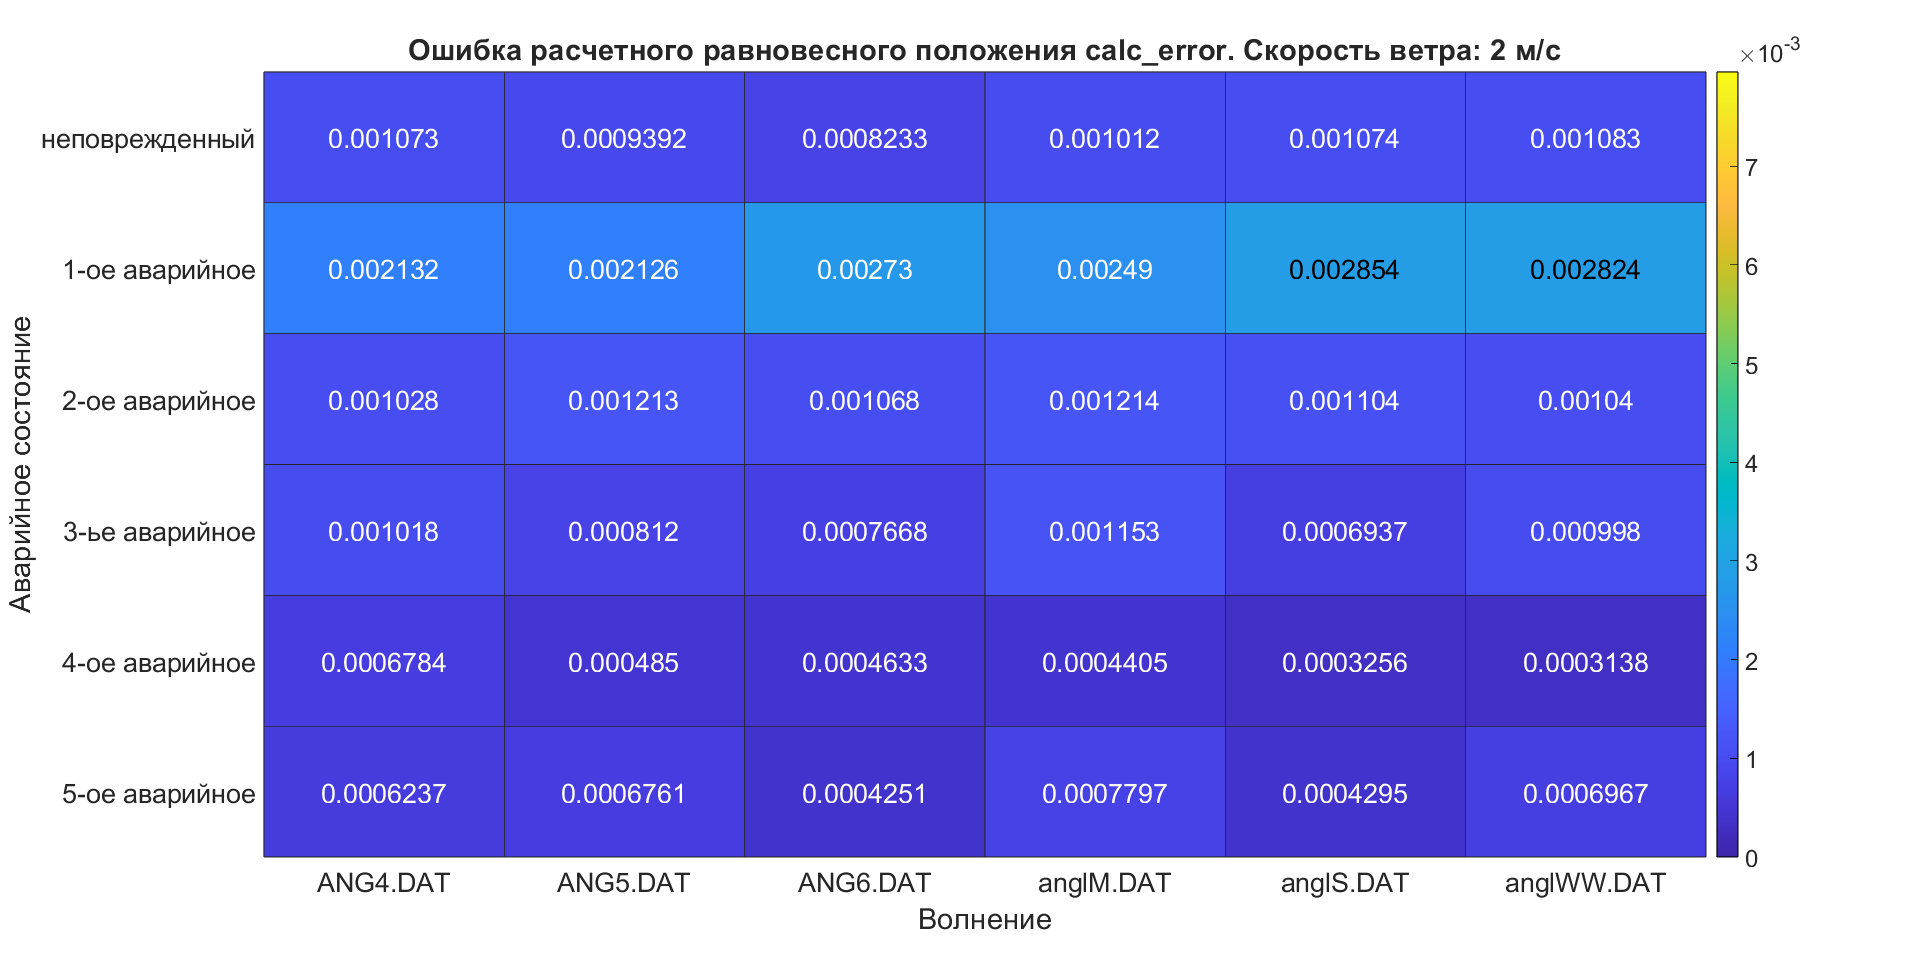 Ошибка расчетного равновесного положения calc_error. Скорость ветра: 2 м/с
×10⁻³
неповрежденный 0.001073 0.0009392 0.0008233 0.001012 0.001074 0.001083
1-ое аварийное 0.002132 0.002126 0.00273 0.00249 0.002854 0.002824
2-ое аварийное 0.001028 0.001213 0.001068 0.001214 0.001104 0.00104
3-ье аварийное 0.001018 0.000812 0.0007668 0.001153 0.0006937 0.000998
4-ое аварийное 0.0006784 0.000485 0.0004633 0.0004405 0.0003256 0.0003138
5-ое аварийное 0.0006237 0.0006761 0.0004251 0.0007797 0.0004295 0.0006967
ANG4.DAT ANG5.DAT ANG6.DAT anglM.DAT anglS.DAT anglWW.DAT
Волнение
Аварийное состояние
7
6
5
4
3
2
1
0